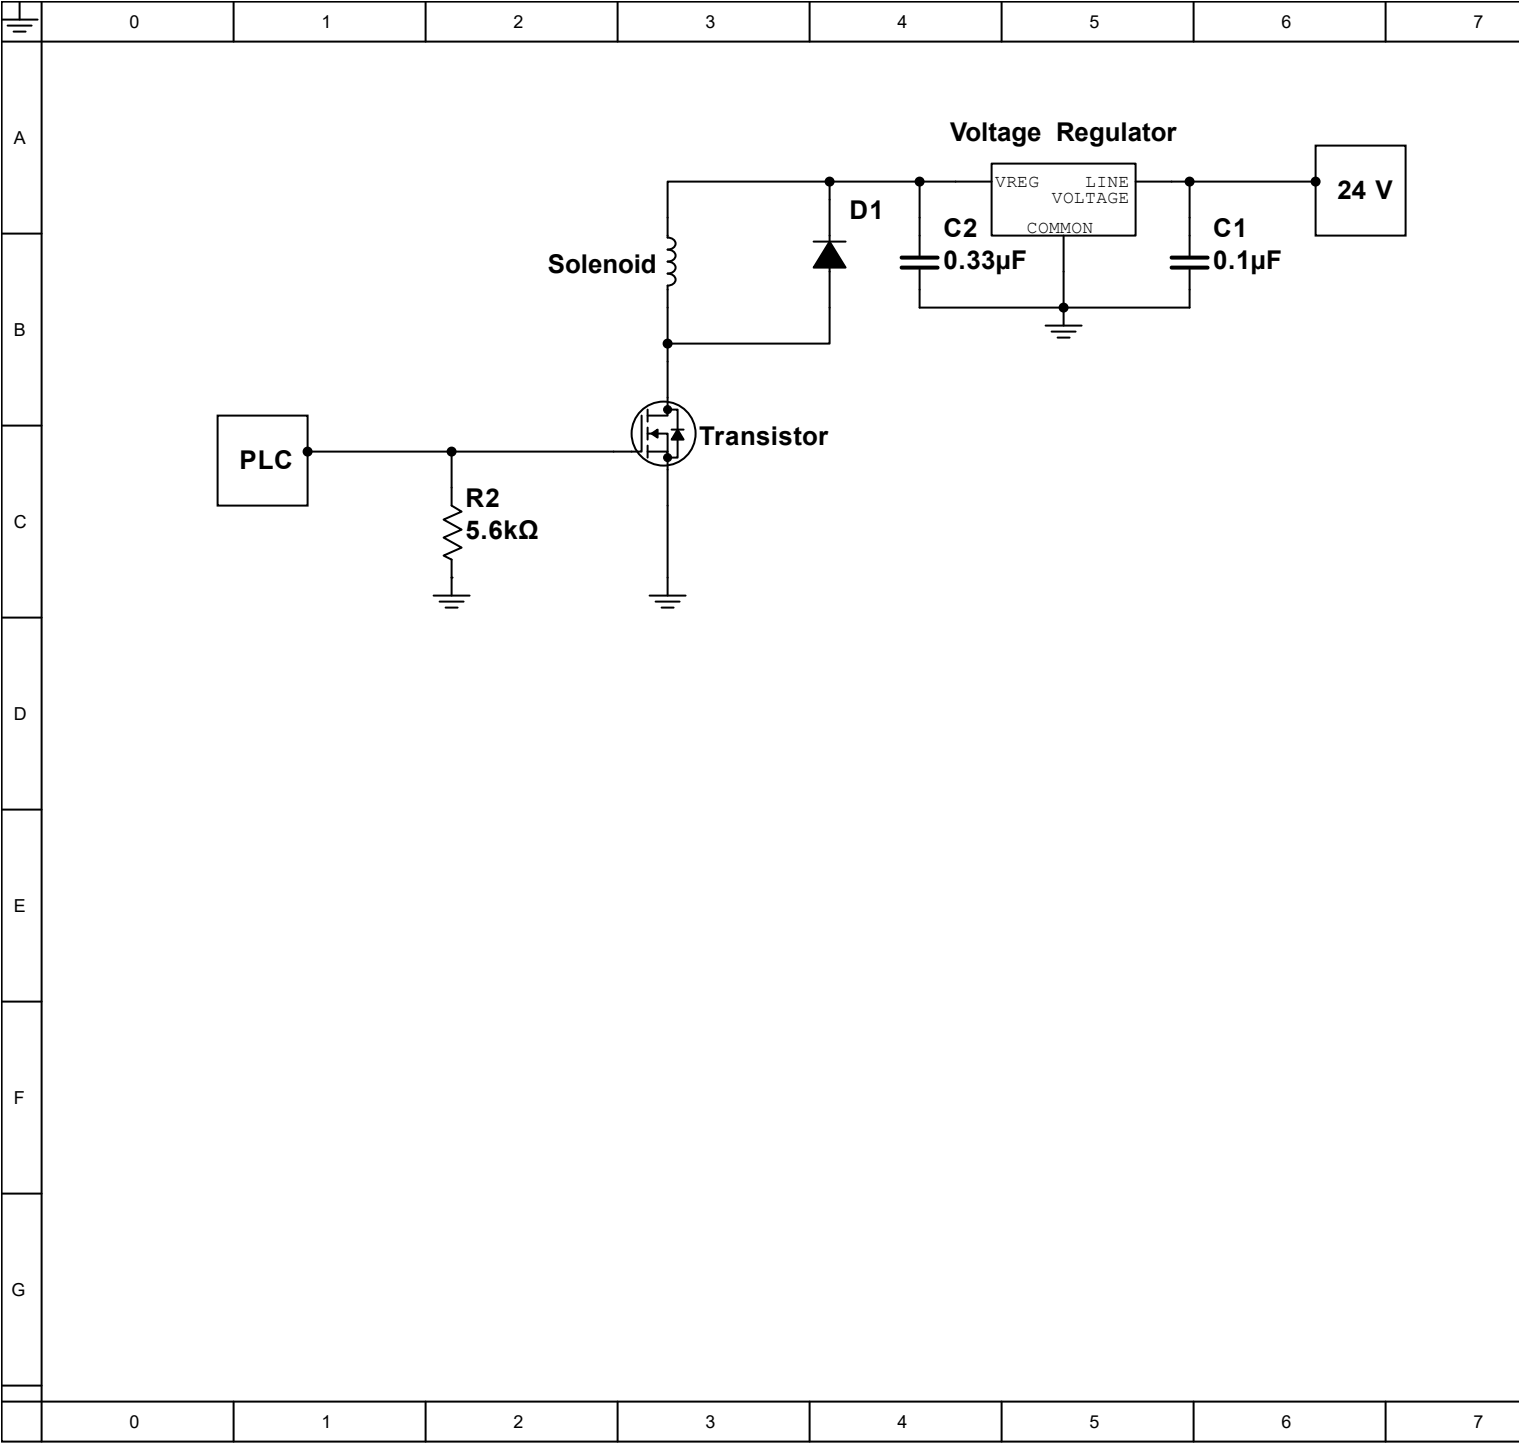 0 1 2 3 4 5 6 7
A
Voltage Regulator
VREG LINE
VOLTAGE
COMMON
24 V
D1
C2
0.33µF
C1
0.1µF
Solenoid
B
Transistor
PLC
R2
5.6kΩ
C
D
E
F
G
0 1 2 3 4 5 6 7